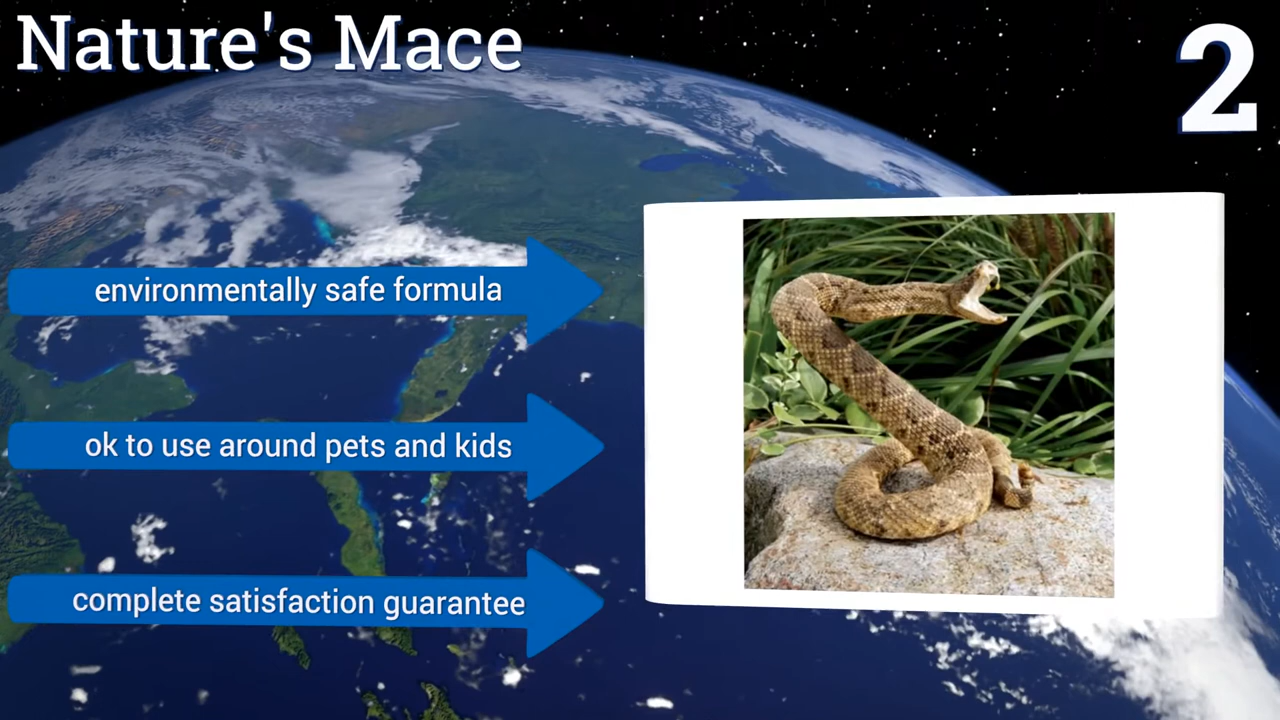 Nature's Mace
2
environmentally safe formula
ok to use around pets and kids
complete satisfaction guarantee